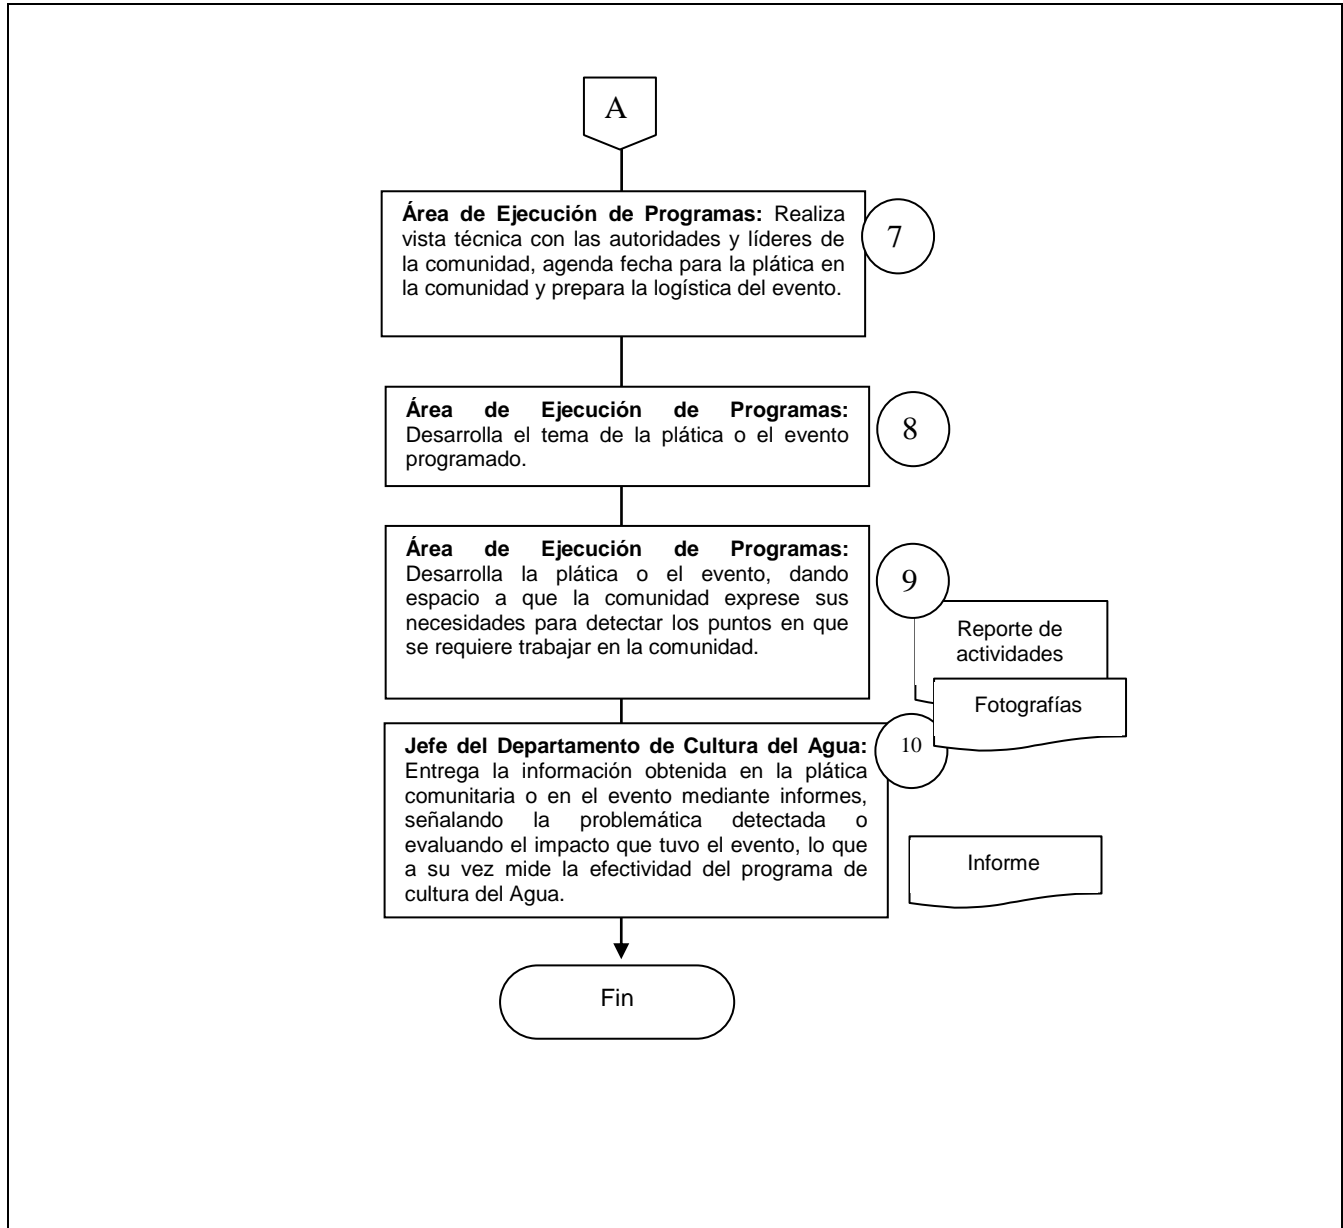 A
Área de Ejecución de Programas: Realiza
vista técnica con las autoridades y líderes de
la comunidad, agenda fecha para la plática en
la comunidad y prepara la logística del evento.
7
Área de Ejecución de Programas:
Desarrolla el tema de la plática o el evento
programado.
8
Área de Ejecución de Programas:
Desarrolla la plática o el evento, dando
espacio a que la comunidad exprese sus
necesidades para detectar los puntos en que
se requiere trabajar en la comunidad.
9
Reporte de
actividades
Fotografías
Jefe del Departamento de Cultura del Agua:
Entrega la información obtenida en la plática
comunitaria o en el evento mediante informes,
señalando la problemática detectada o
evaluando el impacto que tuvo el evento, lo que
a su vez mide la efectividad del programa de
cultura del Agua.
10
Informe
Fin